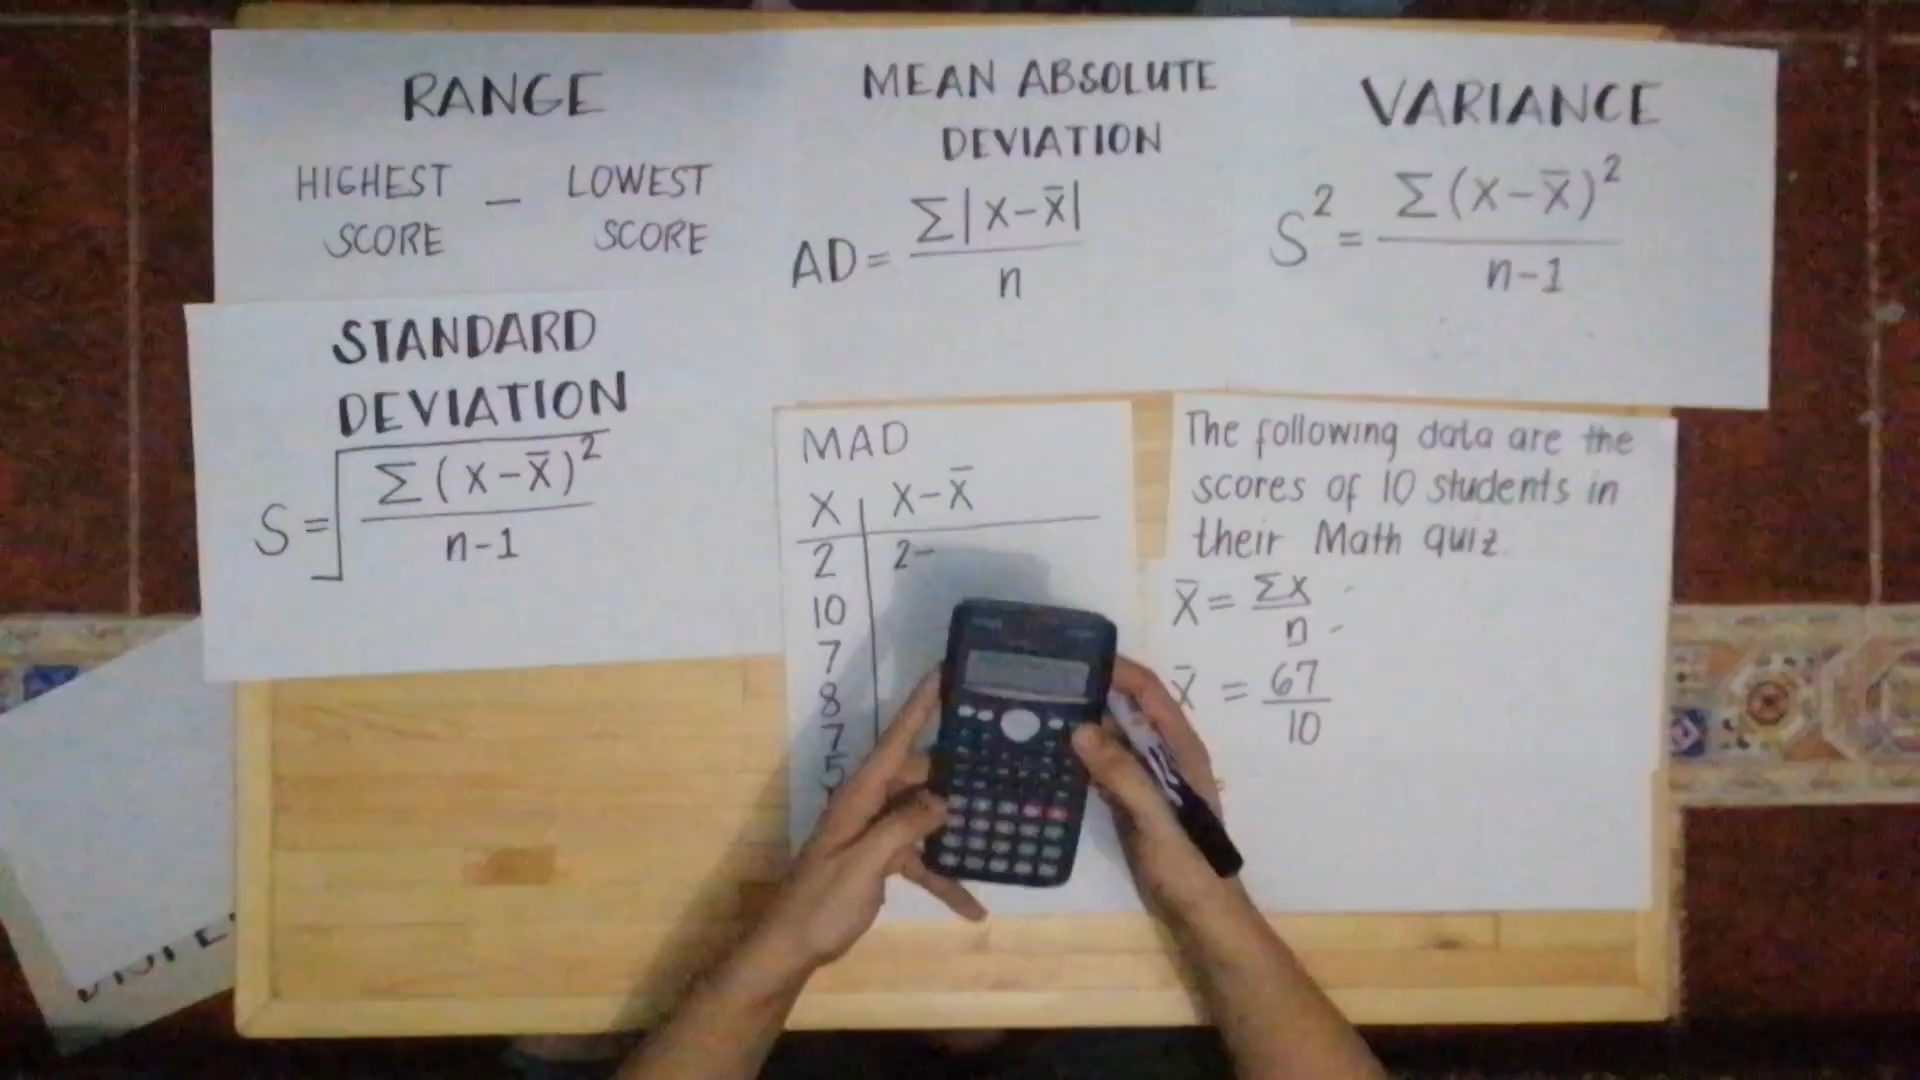 RANGE
HIGHEST SCORE – LOWEST SCORE
MEAN ABSOLUTE
DEVIATION
AD = Σ|x-x̄| / n
VARIANCE
S² = Σ(x-x̄)² / n-1
STANDARD
DEVIATION
S = √(Σ(x-x̄)² / n-1)
MAD
X | X-X̄
2 | 2-
10
7
8
7
5
The following data are the
scores of 10 students in
their Math quiz.
X̄ = Σx / n
X̄ = 67 / 10